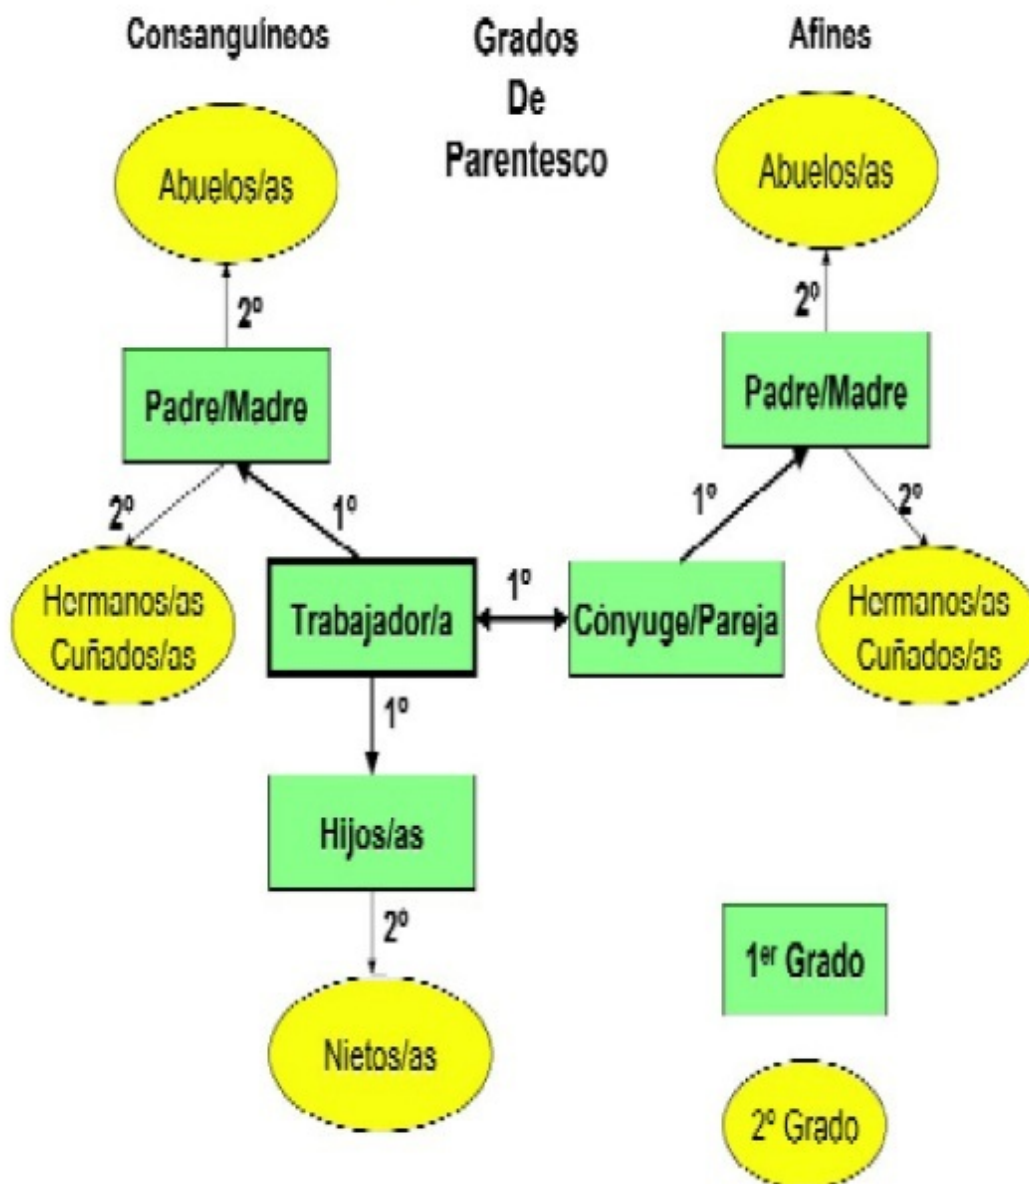 Consanguíneos
Grados
De
Parentesco
Afines
Abuelos/as
Abuelos/as
2º
2º
Padre/Madre
Padre/Madre
2º
1º
1º
2º
Hermanos/as
Cuñados/as
Trabajador/a
1º
Cónyuge/Pareja
Hermanos/as
Cuñados/as
1º
Hijos/as
2º
1er Grado
Nietos/as
2º Grado